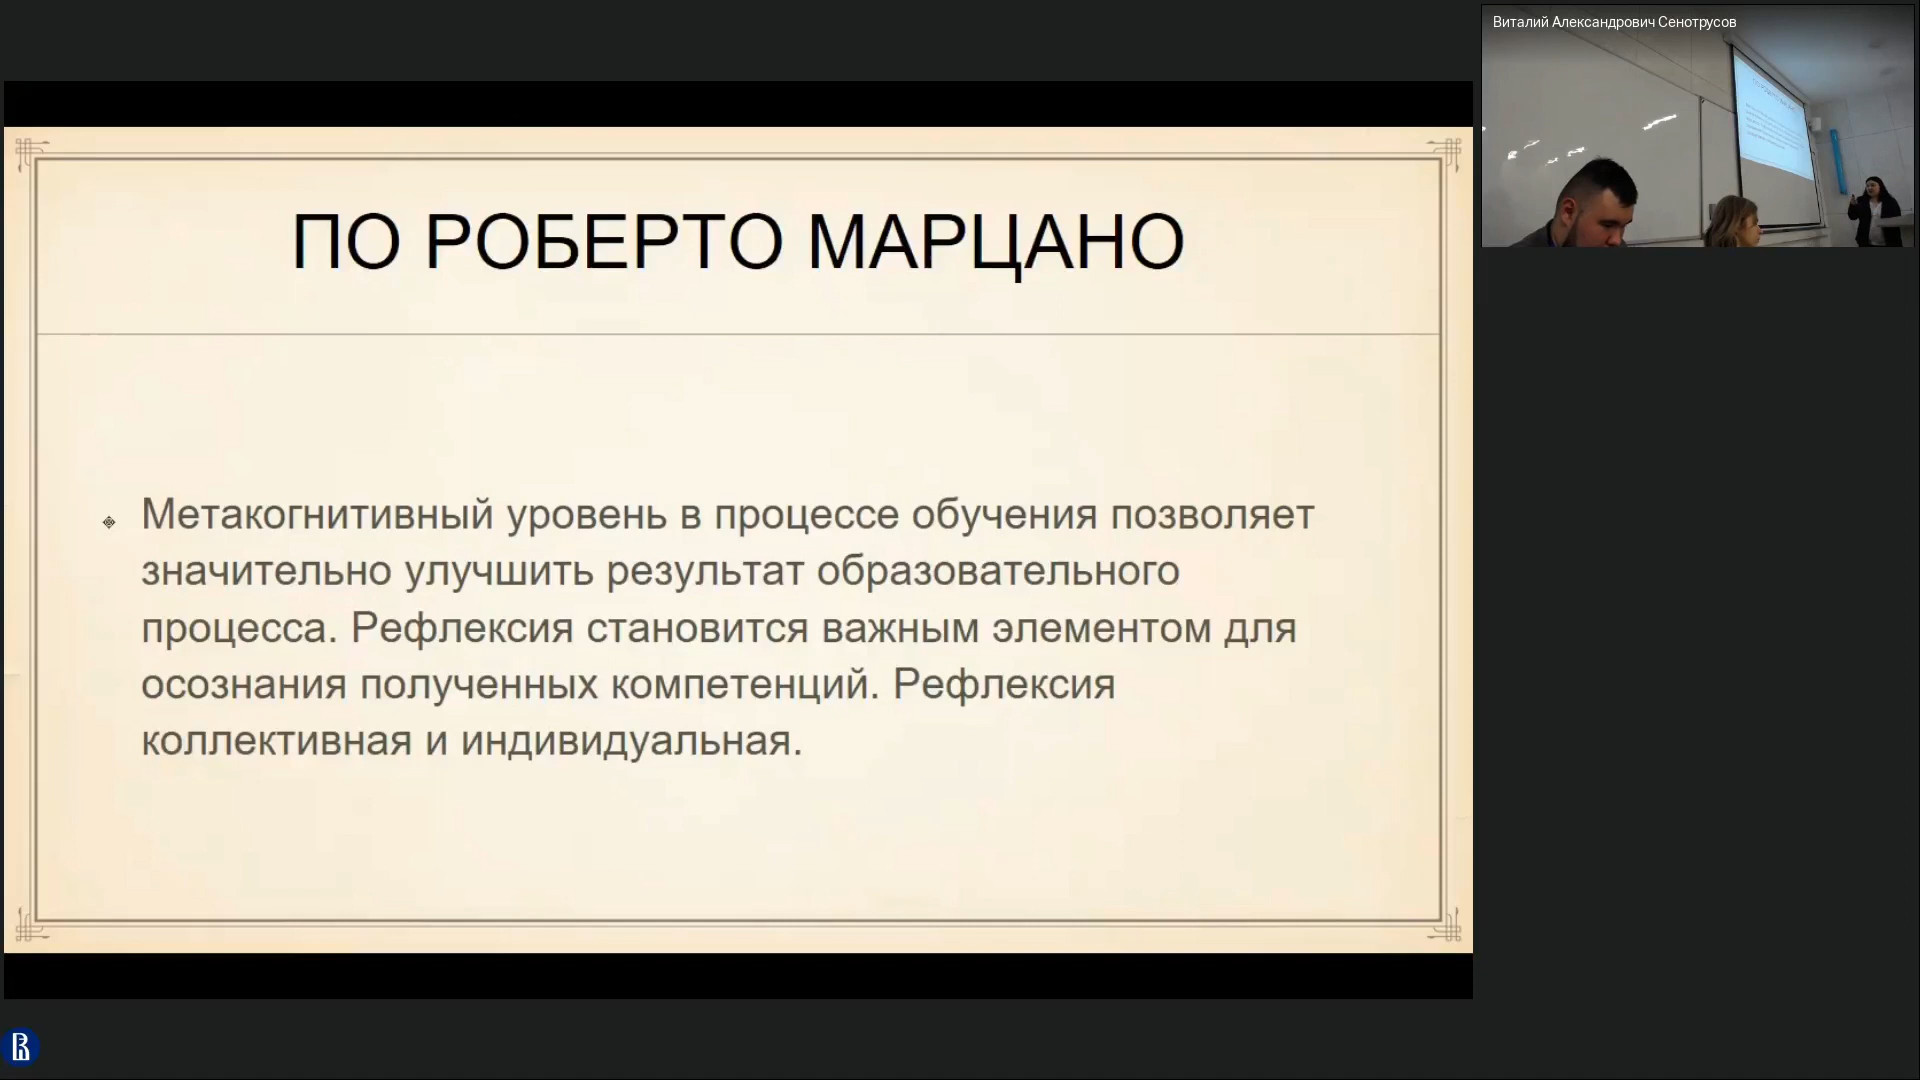 Виталий Александрович Сенотрусов
ПО РОБЕРТО МАРЦАНО
Метакогнитивный уровень в процессе обучения позволяет
значительно улучшить результат образовательного
процесса. Рефлексия становится важным элементом для
осознания полученных компетенций. Рефлексия
коллективная и индивидуальная.